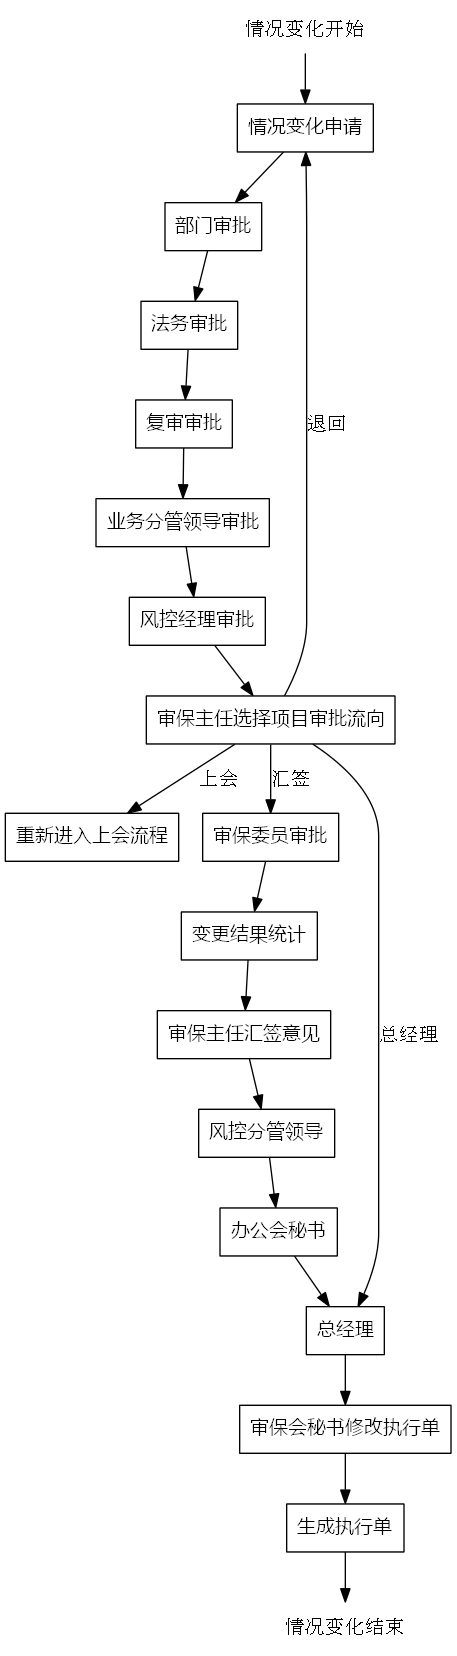 情况变化开始
情况变化申请
部门审批
法务审批
复审审批
退回
业务分管领导审批
风控经理审批
审保主任选择项目审批流向
上会
汇签
重新进入上会流程
审保委员审批
变更结果统计
审保主任汇签意见
总经理
风控分管领导
办公会秘书
总经理
审保会秘书修改执行单
生成执行单
情况变化结束